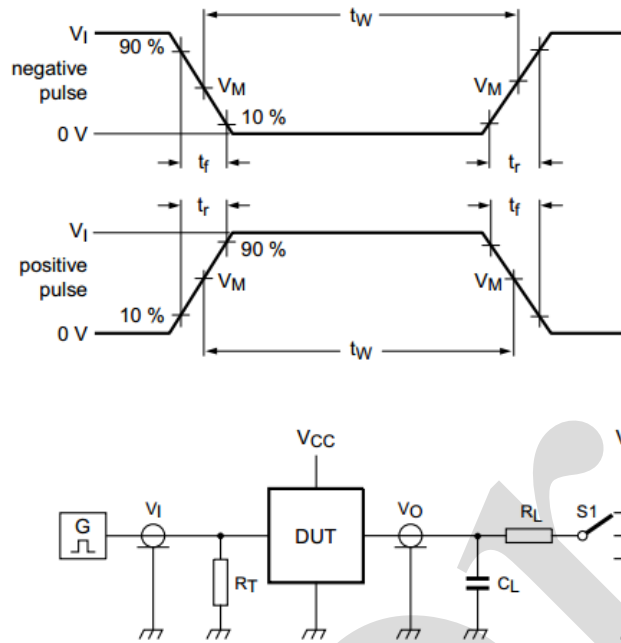 tW
VI
90 %
negative
pulse
VM
10 %
0 V
tf
tr
tr
tf
VI
90 %
positive
pulse
VM
VM
10 %
0 V
tW
VCC
VI
VO
RL
S1
G
DUT
RT
CL